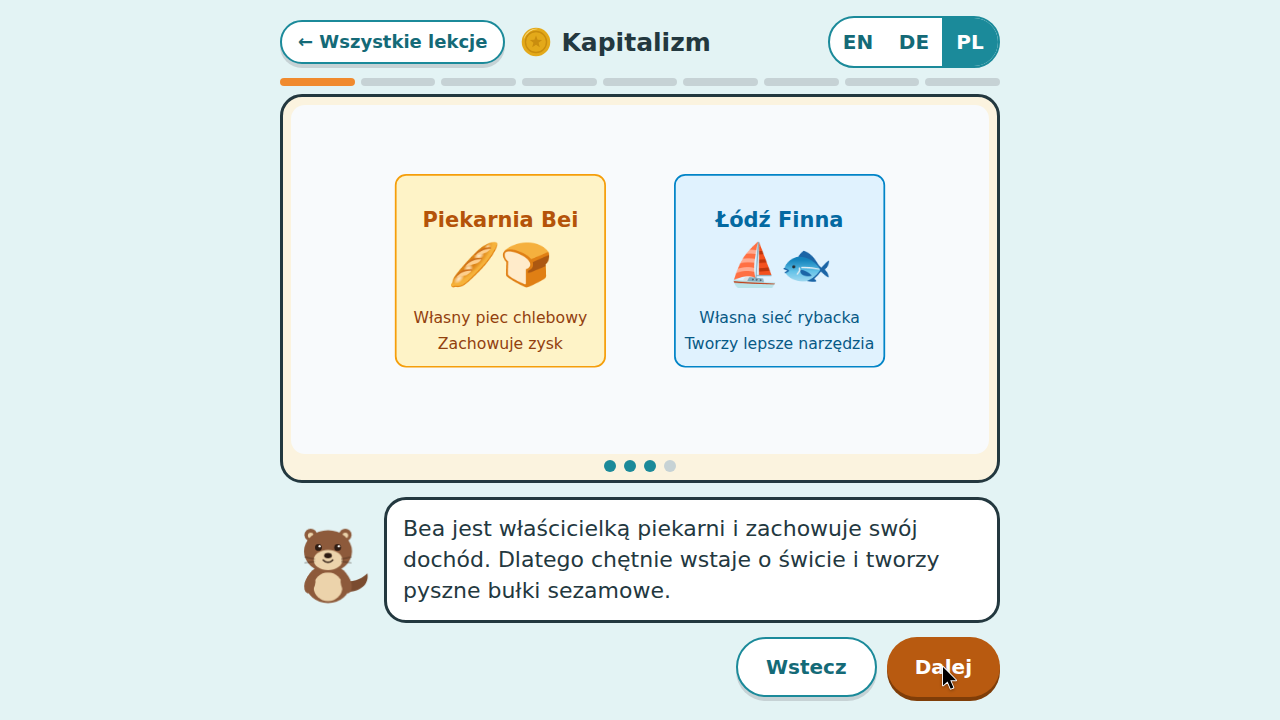 ← Wszystkie lekcje
Kapitalizm
EN DE PL
Piekarnia Bei
Własny piec chlebowy
Zachowuje zysk
Łódź Finna
Własna sieć rybacka
Tworzy lepsze narzędzia
Bea jest właścicielką piekarni i zachowuje swój
dochód. Dlatego chętnie wstaje o świcie i tworzy
pyszne bułki sezamowe.
Wstecz
Dalej